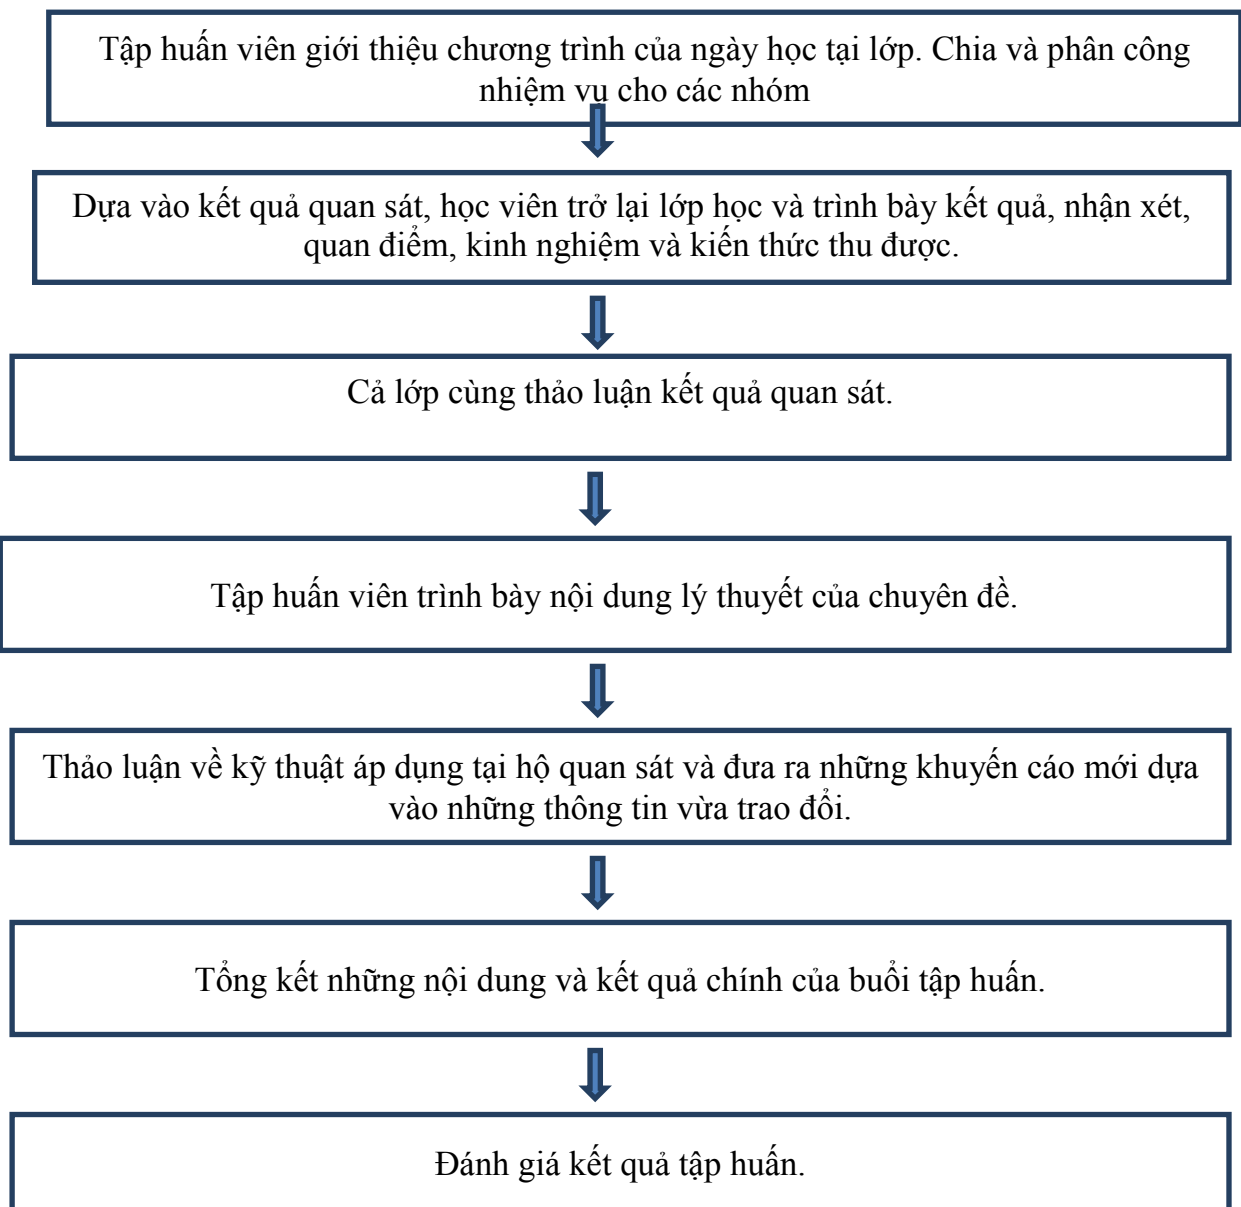 Tập huấn viên giới thiệu chương trình của ngày học tại lớp. Chia và phân công
nhiệm vụ cho các nhóm
Dựa vào kết quả quan sát, học viên trở lại lớp học và trình bày kết quả, nhận xét,
quan điểm, kinh nghiệm và kiến thức thu được.
Cả lớp cùng thảo luận kết quả quan sát.
Tập huấn viên trình bày nội dung lý thuyết của chuyên đề.
Thảo luận về kỹ thuật áp dụng tại hộ quan sát và đưa ra những khuyến cáo mới dựa
vào những thông tin vừa trao đổi.
Tổng kết những nội dung và kết quả chính của buổi tập huấn.
Đánh giá kết quả tập huấn.